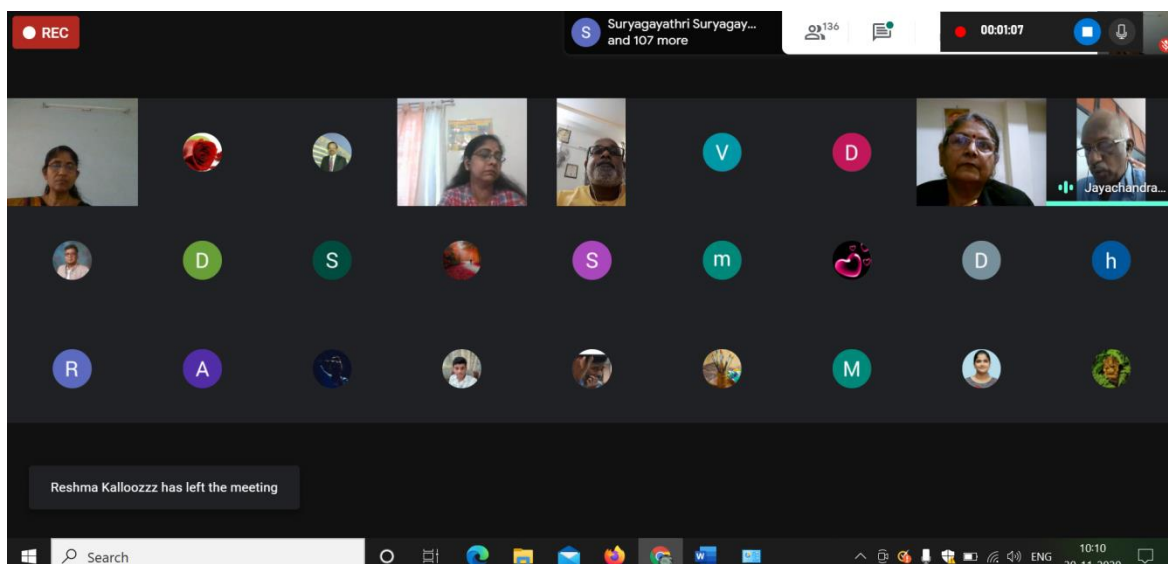 REC
S
Suryagayathri Suryagay...
and 107 more
136
00:01:07
V
D
Jayachandra...
D
S
S
m
D
h
R
A
M
Reshma Kalloozzz has left the meeting
Search
W
ENG
10:10